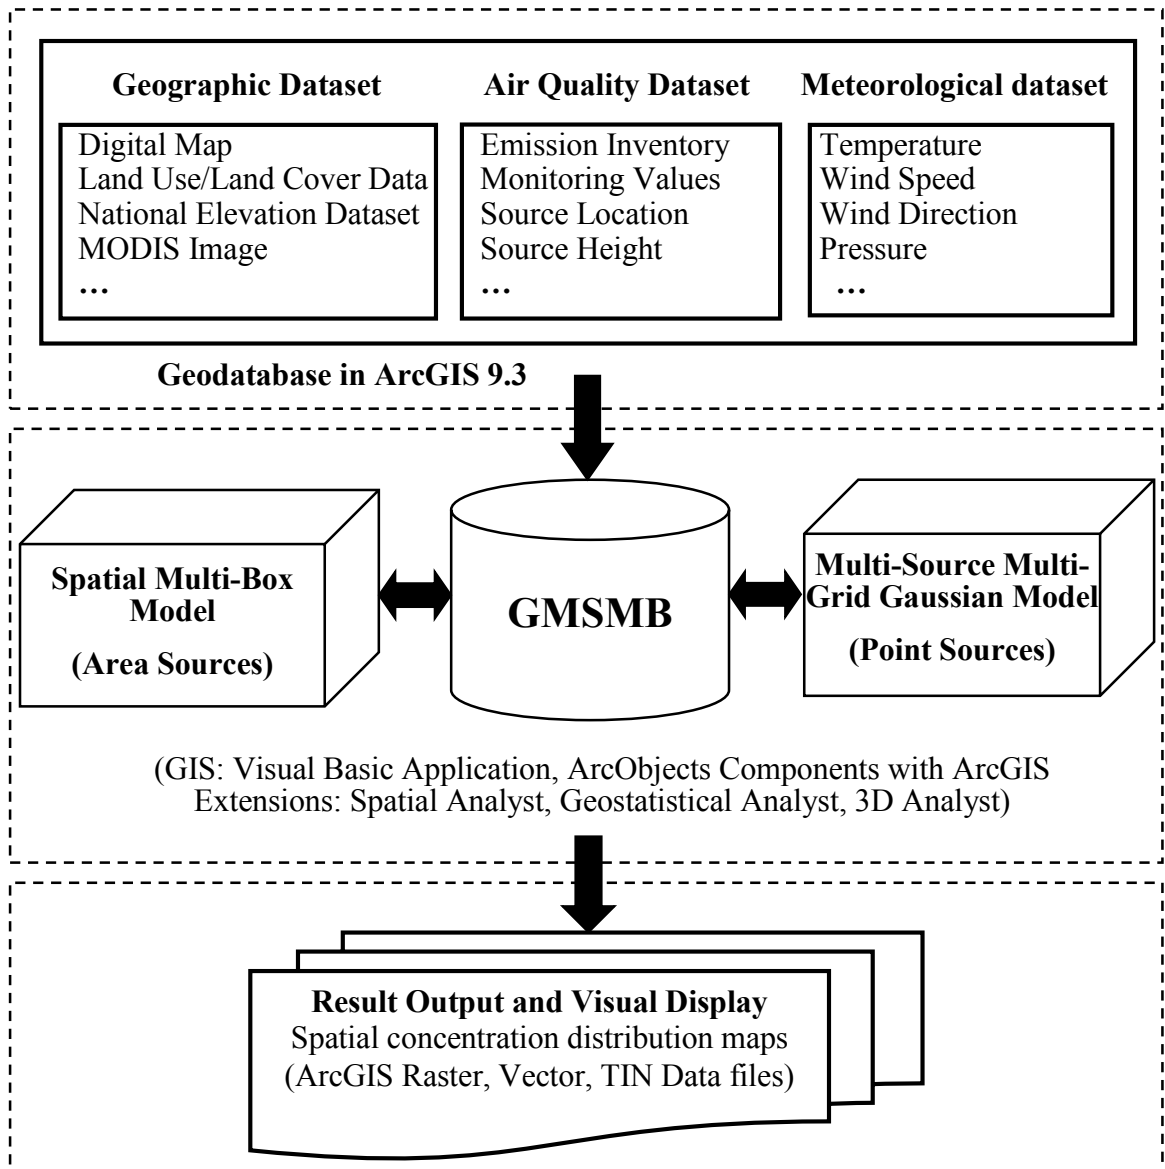 Geographic Dataset
Digital Map
Land Use/Land Cover Data
National Elevation Dataset
MODIS Image
...
Air Quality Dataset
Emission Inventory
Monitoring Values
Source Location
Source Height
...
Meteorological dataset
Temperature
Wind Speed
Wind Direction
Pressure
...
Geodatabase in ArcGIS 9.3
Spatial Multi-Box
Model
(Area Sources)
GMSMB
Multi-Source Multi-
Grid Gaussian Model
(Point Sources)
(GIS: Visual Basic Application, ArcObjects Components with ArcGIS
Extensions: Spatial Analyst, Geostatistical Analyst, 3D Analyst)
Result Output and Visual Display
Spatial concentration distribution maps
(ArcGIS Raster, Vector, TIN Data files)